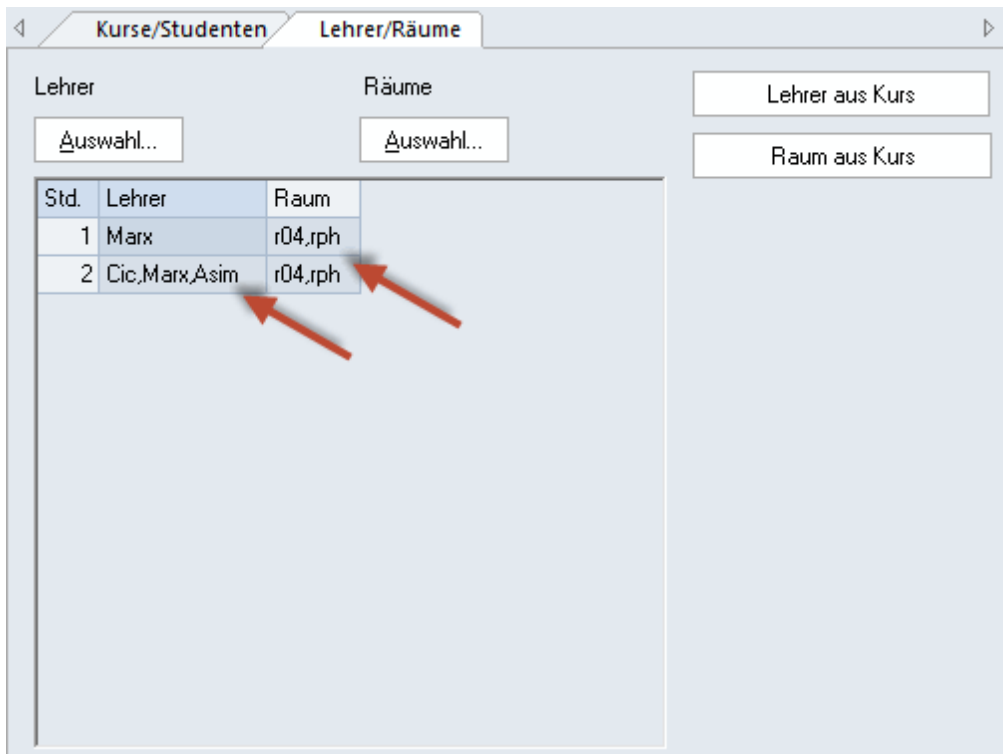 Kurse/Studenten Lehrer/Räume
Lehrer Räume Lehrer aus Kurs
Auswahl... Auswahl...
Raum aus Kurs
Std. Lehrer Raum
1 Marx r04,rph
2 Cic,Marx,Asim r04,rph